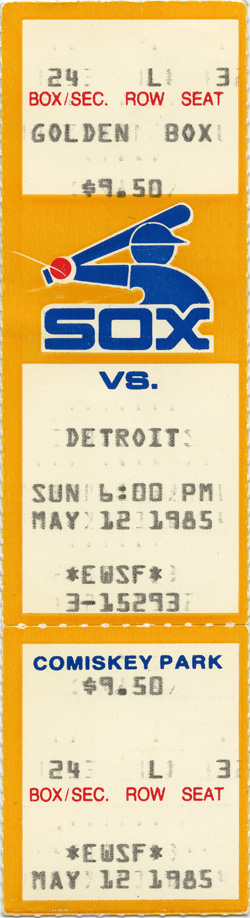 24 L 3
BOX/SEC. ROW SEAT
GOLDEN BOX
$9.50
SOX
VS.
DETROIT
SUN 6:00 PM
MAY 12 1985
*EWSF*
3-15293
COMISKEY PARK
$9.50
24 L 3
BOX/SEC. ROW SEAT
*EWSF*
MAY 12 1985